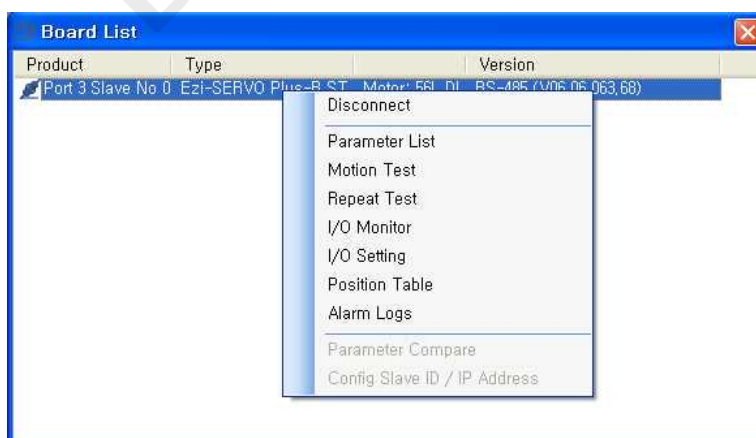 Board List
Product Type Version
Port 3 Slave No 0 Ezi-SERVO Plus-B ST Motor: 56L DI RS-485 (V06.06.063,68)
Disconnect
Parameter List
Motion Test
Repeat Test
I/O Monitor
I/O Setting
Position Table
Alarm Logs
Parameter Compare
Config Slave ID / IP Address